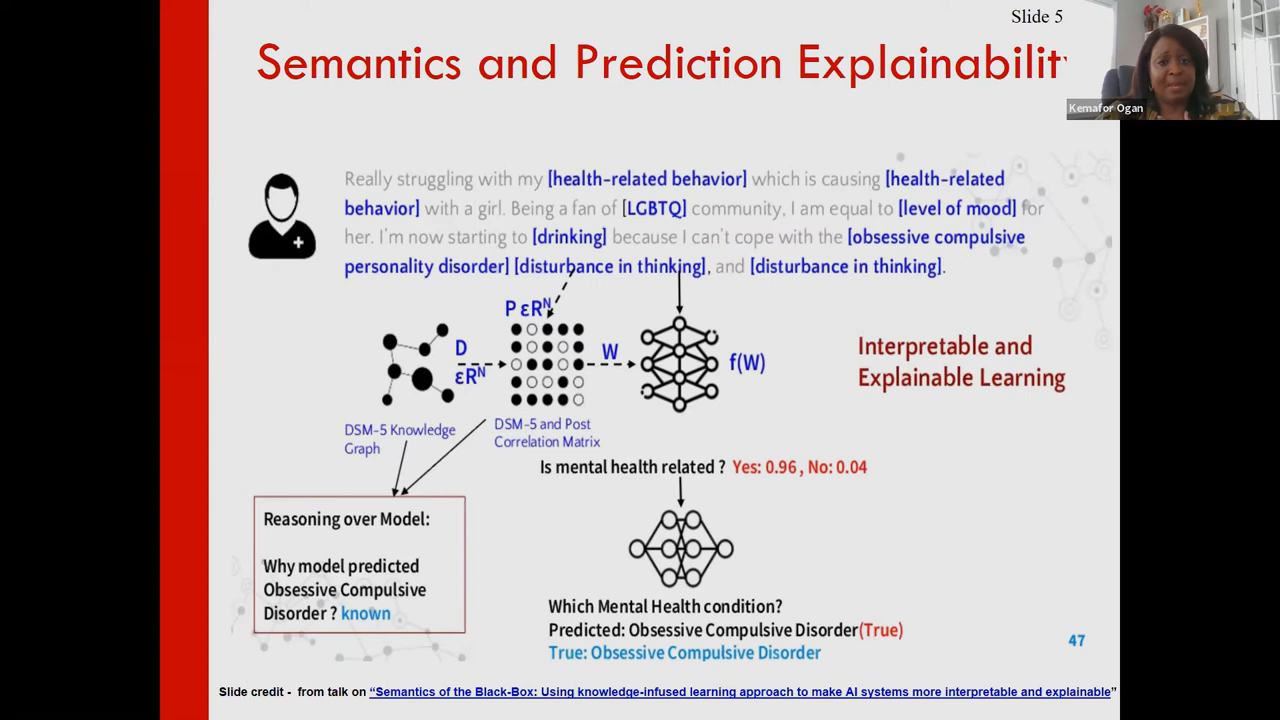 Slide 5
Semantics and Prediction Explainability
Kemafor Ogan
Really struggling with my [health-related behavior] which is causing [health-related
behavior] with a girl. Being a fan of [LGBTQ] community, I am equal to [level of mood] for
her. I'm now starting to [drinking] because I can't cope with the [obsessive compulsive
personality disorder] [disturbance in thinking], and [disturbance in thinking].
P εRᴺ
D
εRᴺ
W
f(W)
Interpretable and
Explainable Learning
DSM-5 Knowledge
Graph
DSM-5 and Post
Correlation Matrix
Is mental health related ? Yes: 0.96 , No: 0.04
Reasoning over Model:
Why model predicted
Obsessive Compulsive
Disorder ? known
Which Mental Health condition?
Predicted: Obsessive Compulsive Disorder(True)
True: Obsessive Compulsive Disorder
47
Slide credit - from talk on “Semantics of the Black-Box: Using knowledge-infused learning approach to make AI systems more interpretable and explainable”